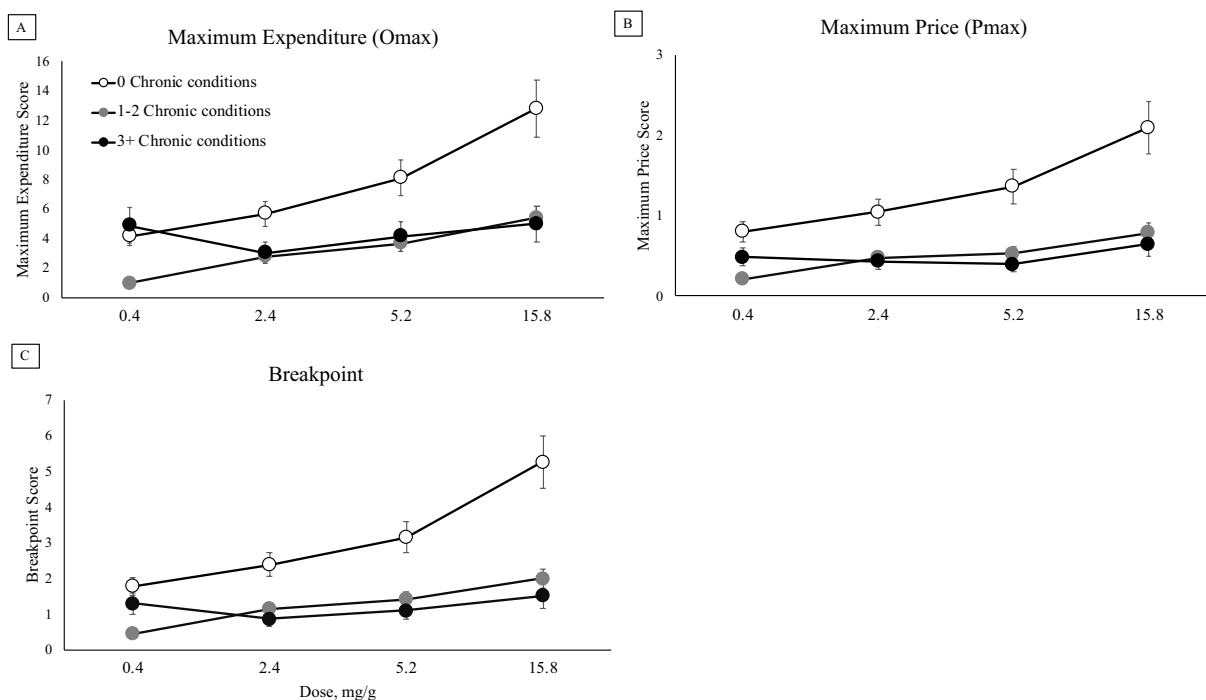 A
Maximum Expenditure (Omax)
Maximum Expenditure Score
16
14
12
10
8
6
4
2
0
0 Chronic conditions
1-2 Chronic conditions
3+ Chronic conditions
0.4 2.4 5.2 15.8
B
Maximum Price (Pmax)
Maximum Price Score
3
2
1
0
0.4 2.4 5.2 15.8
C
Breakpoint
Breakpoint Score
7
6
5
4
3
2
1
0
0.4 2.4 5.2 15.8
Dose, mg/g